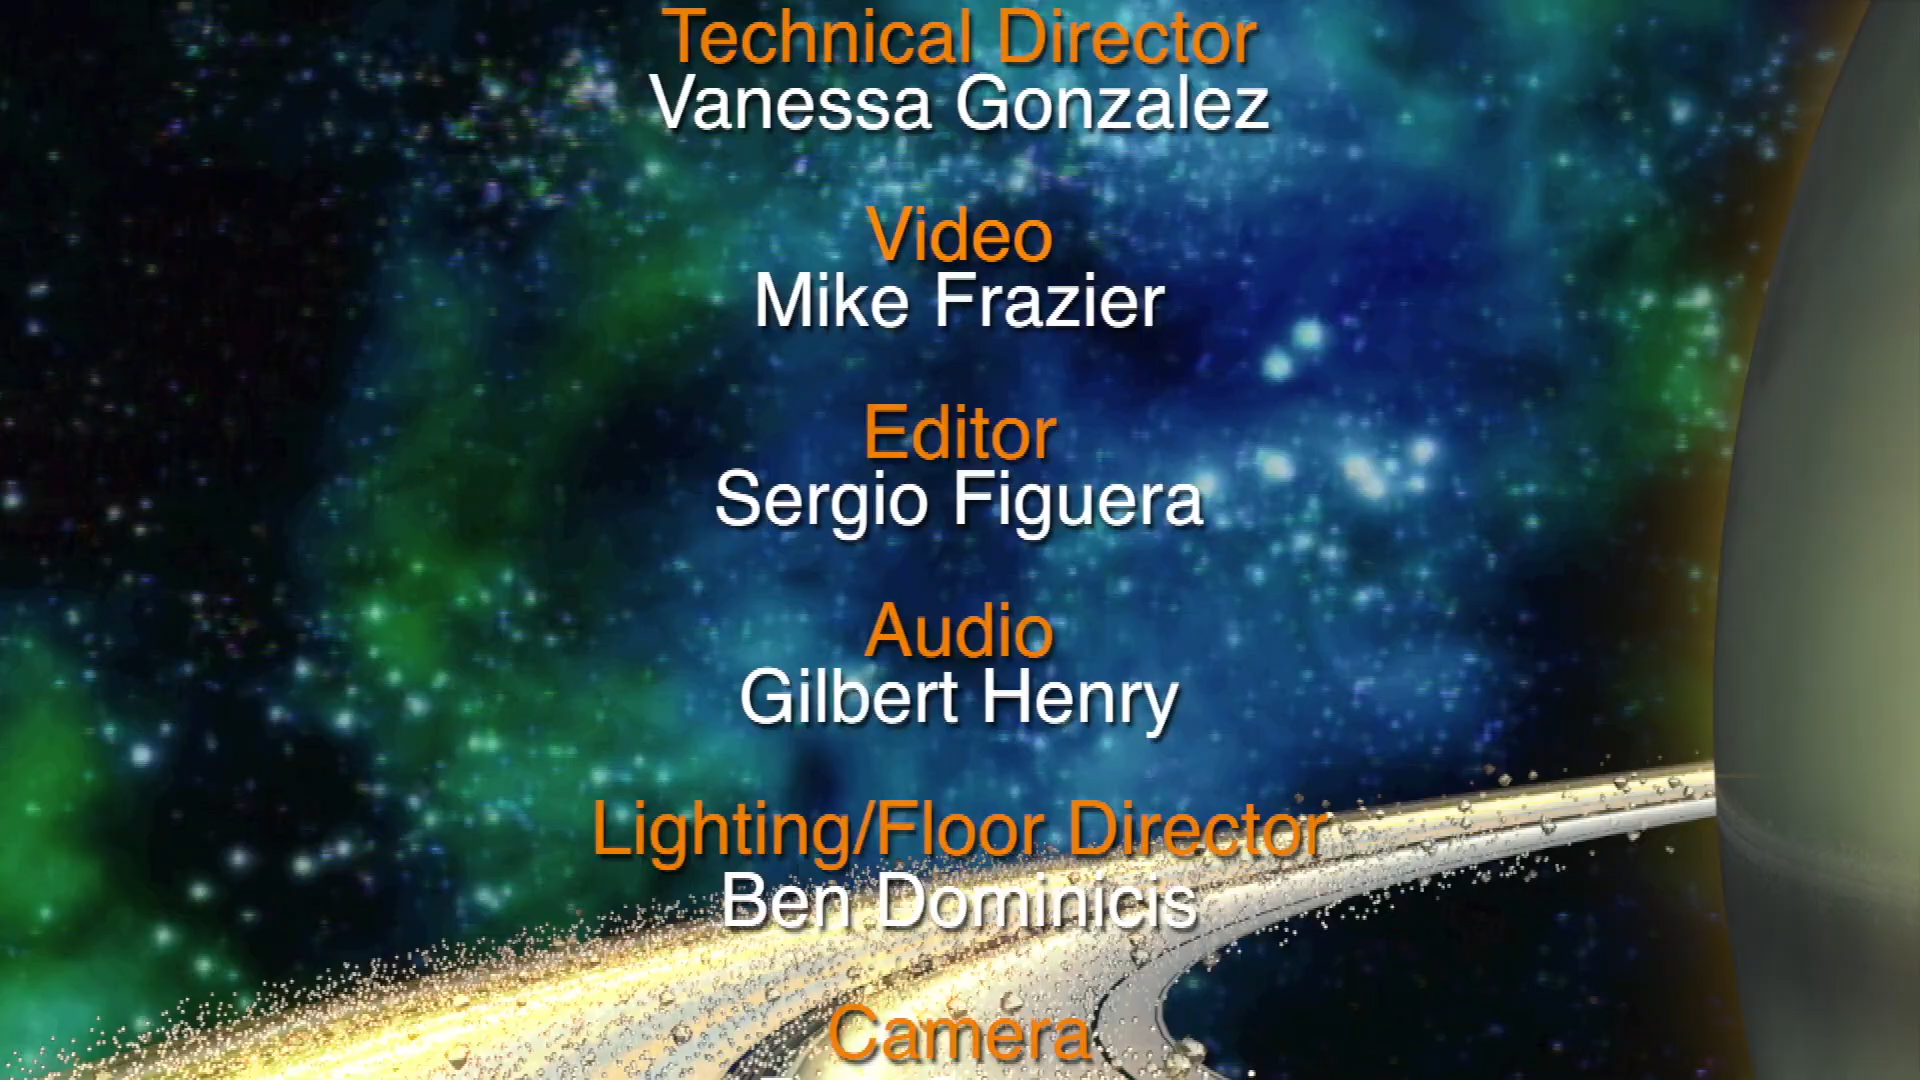 Technical Director
Vanessa Gonzalez
Video
Mike Frazier
Editor
Sergio Figuera
Audio
Gilbert Henry
Lighting/Floor Director
Ben Dominicis
Camera